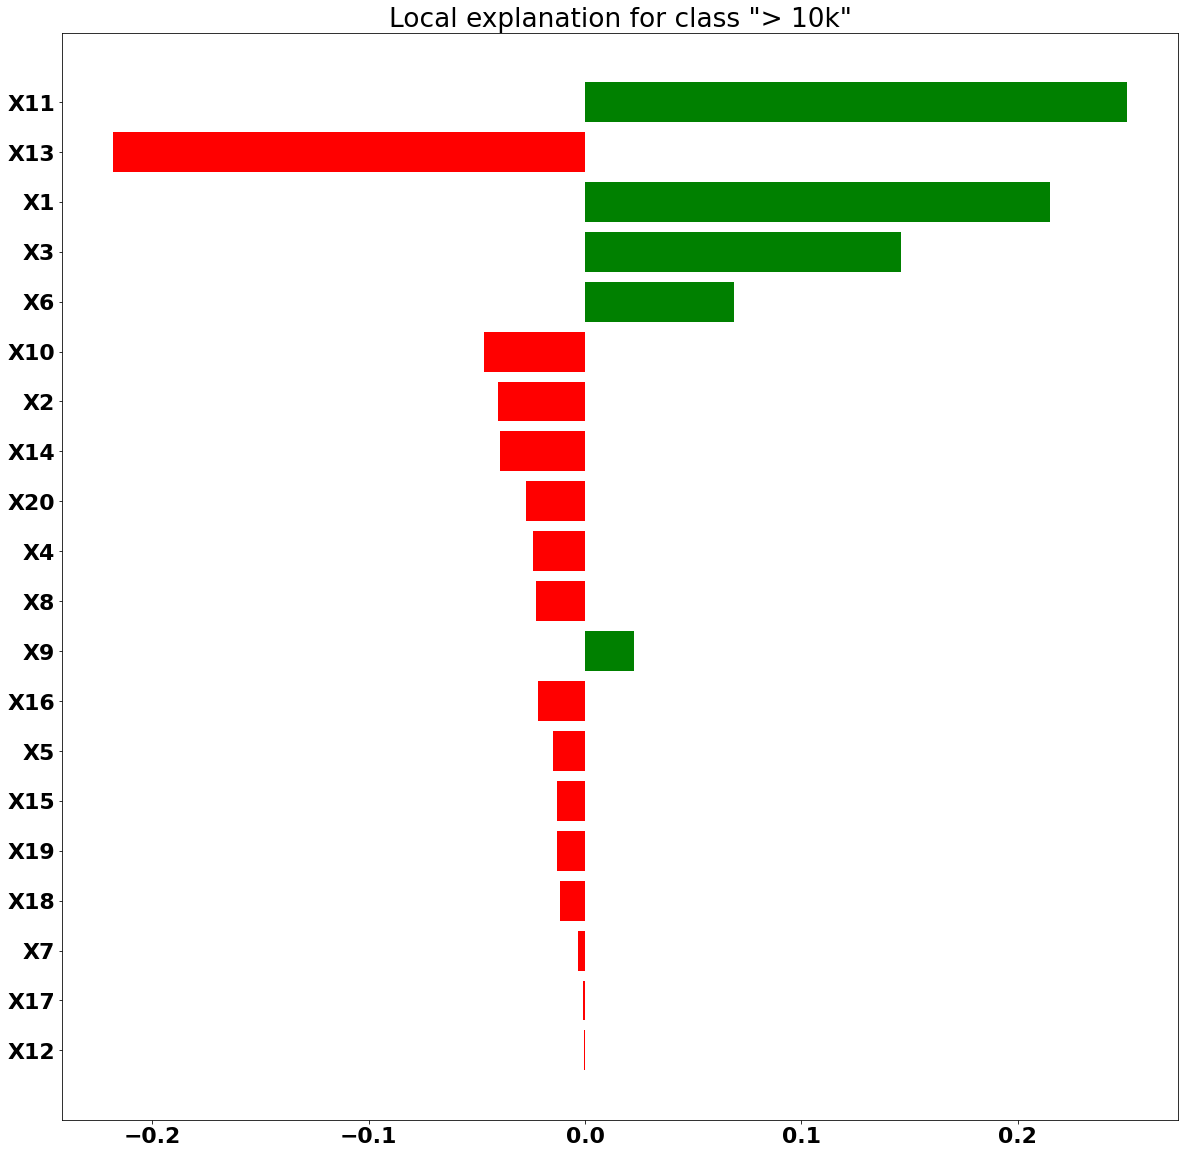 Local explanation for class "> 10k"
X11
X13
X1
X3
X6
X10
X2
X14
X20
X4
X8
X9
X16
X5
X15
X19
X18
X7
X17
X12
−0.2 −0.1 0.0 0.1 0.2